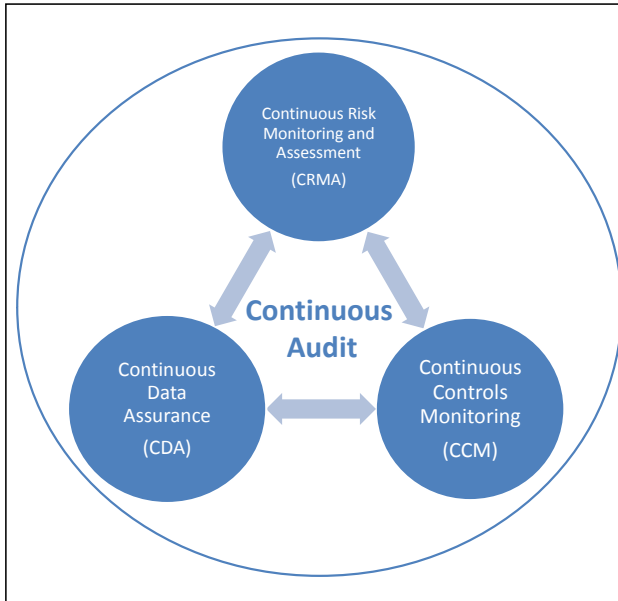 Continuous Risk
Monitoring and
Assessment
(CRMA)
Continuous
Audit
Continuous
Data
Assurance
(CDA)
Continuous
Controls
Monitoring
(CCM)